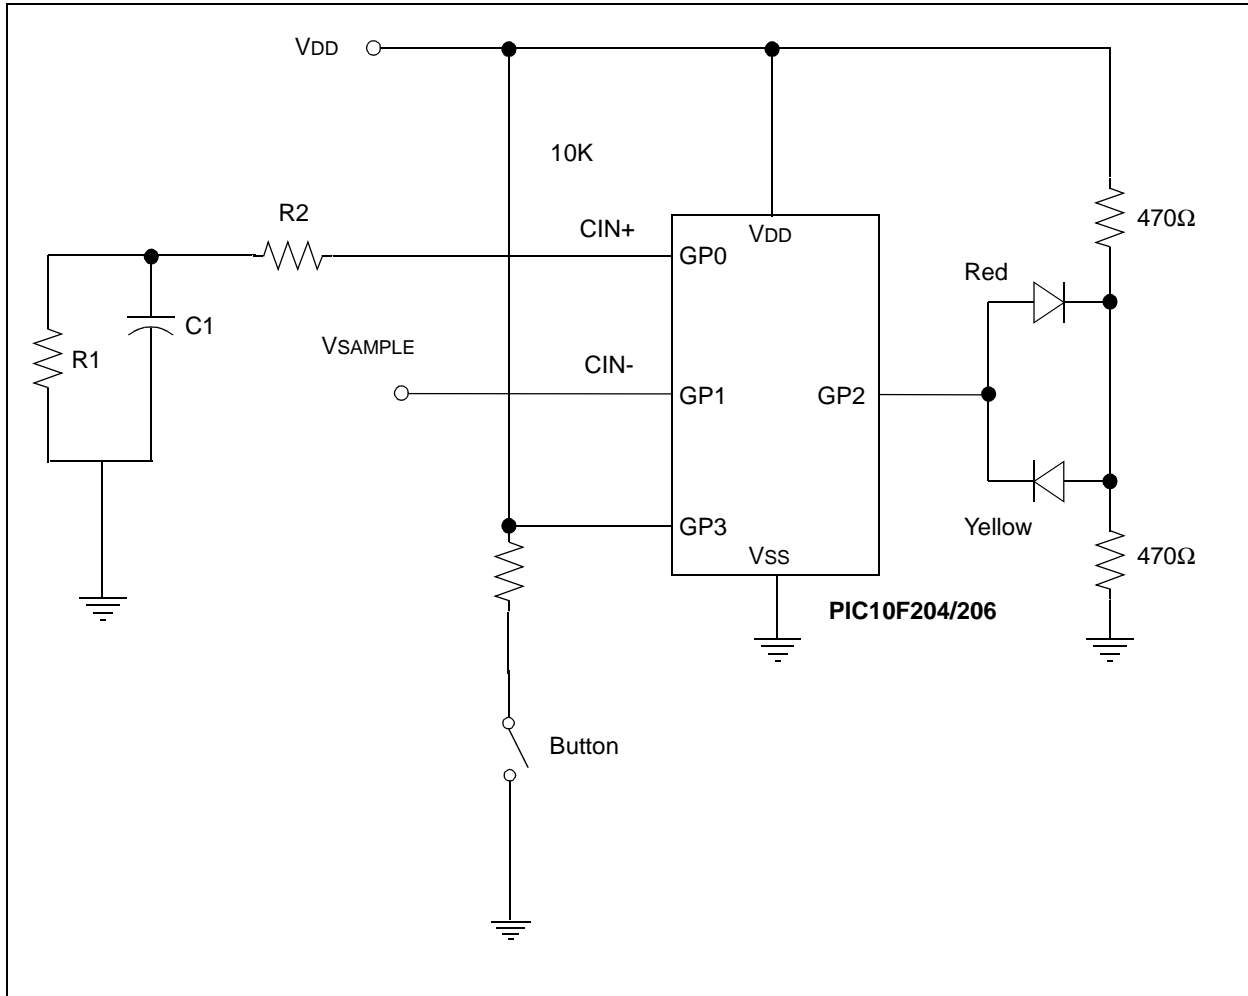 VDD
10K
R2
CIN+
VDD
470Ω
GP0
Red
C1
VSAMPLE
R1
CIN-
GP1
GP2
GP3
Yellow
VSS
470Ω
PIC10F204/206
Button